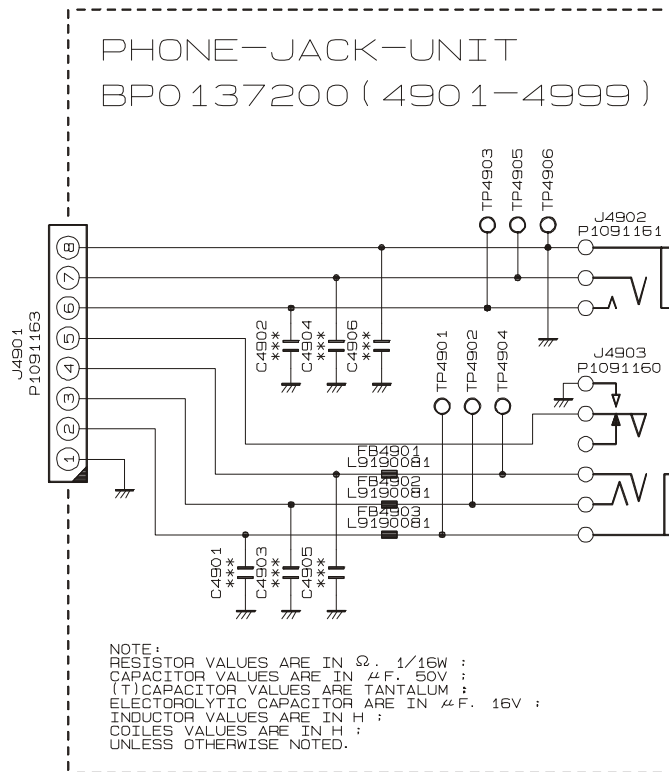 PHONE-JACK-UNIT
BP0137200(4901-4999)
TP4903
TP4905
TP4906
J4902
P1091161
J4901
P1091163
8
7
6
5
4
3
2
1
C4902
***
C4904
***
C4906
***
TP4901
TP4902
TP4904
J4903
P1091160
FB4901
L9190081
FB4902
L9190081
FB4903
L9190081
C4901
***
C4903
***
C4905
***
NOTE:
RESISTOR VALUES ARE IN Ω. 1/16W ;
CAPACITOR VALUES ARE IN μF. 50V ;
(T)CAPACITOR VALUES ARE TANTALUM ;
ELECTOROLYTIC CAPACITOR ARE IN μF. 16V ;
INDUCTOR VALUES ARE IN H ;
COILES VALUES ARE IN H ;
UNLESS OTHERWISE NOTED.